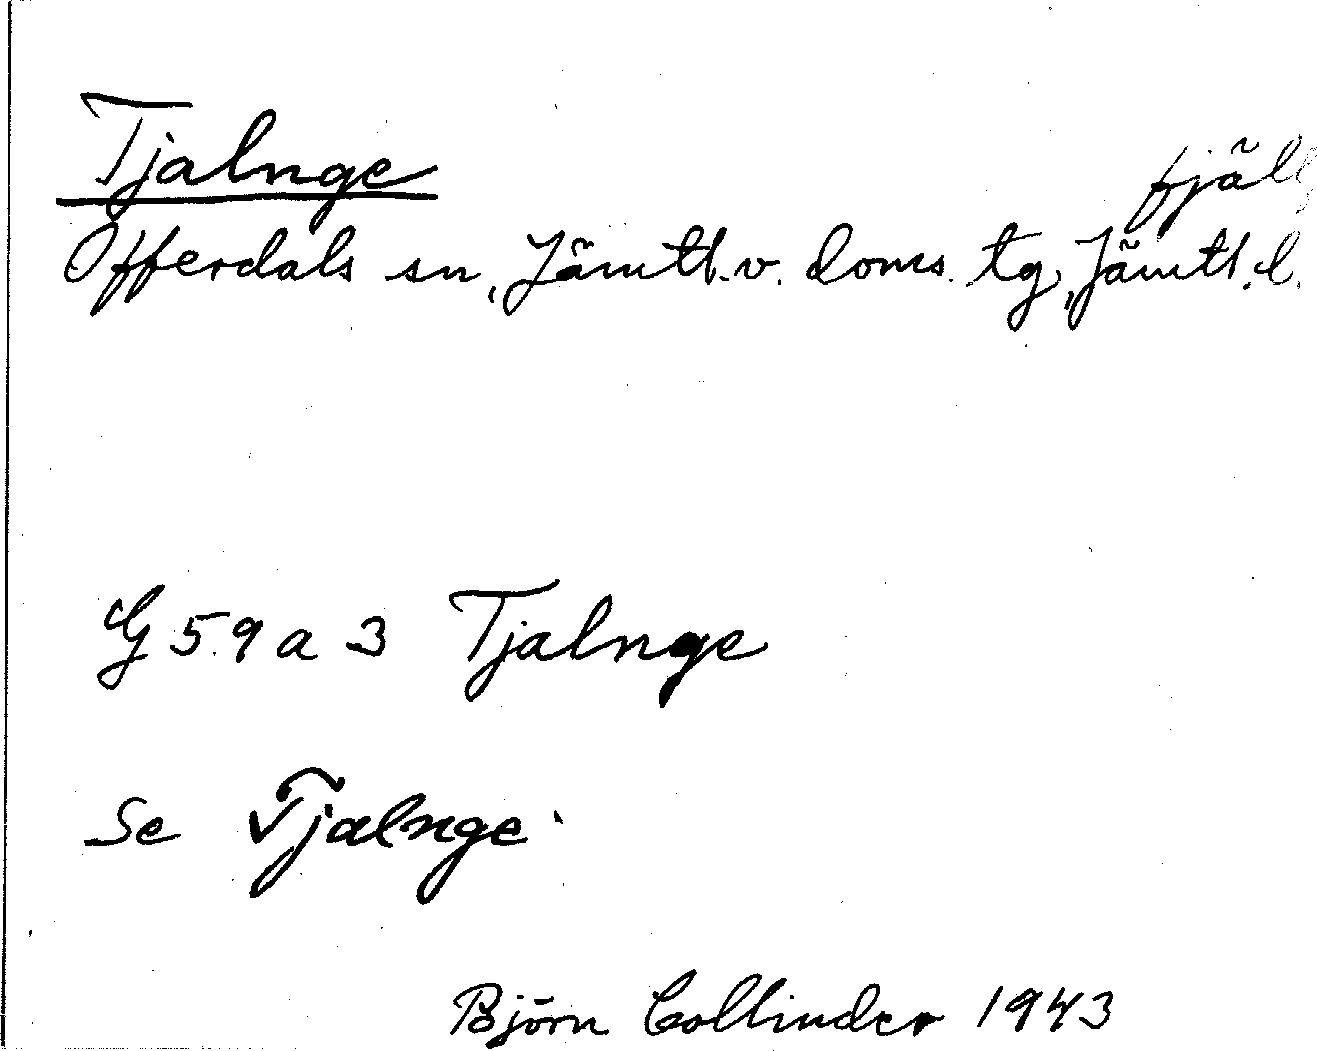 Tjalnge
fjäll
Offerdals sn, Jämtl. v. doms. tg, Jämtl. l.
G 59 a 3 Tjalnge
Se Tjalnge
Björn Collinder 1943